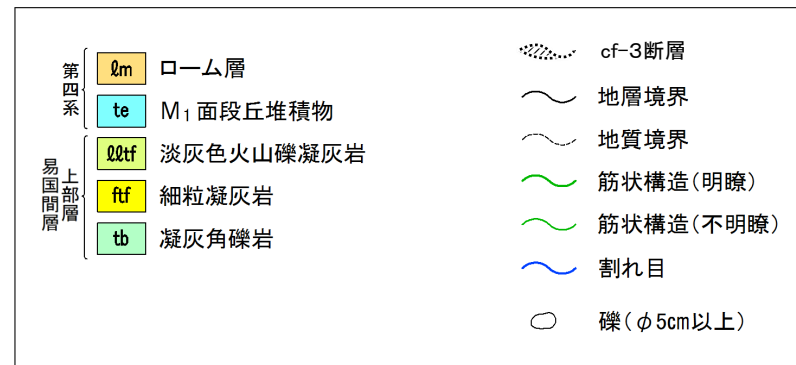 第四系
ℓm ローム層
te M₁面段丘堆積物
易国間層
上部層
ℓℓtf 淡灰色火山礫凝灰岩
ftf 細粒凝灰岩
tb 凝灰角礫岩
cf-3断層
地層境界
地質境界
筋状構造(明瞭)
筋状構造(不明瞭)
割れ目
礫(φ5cm以上)